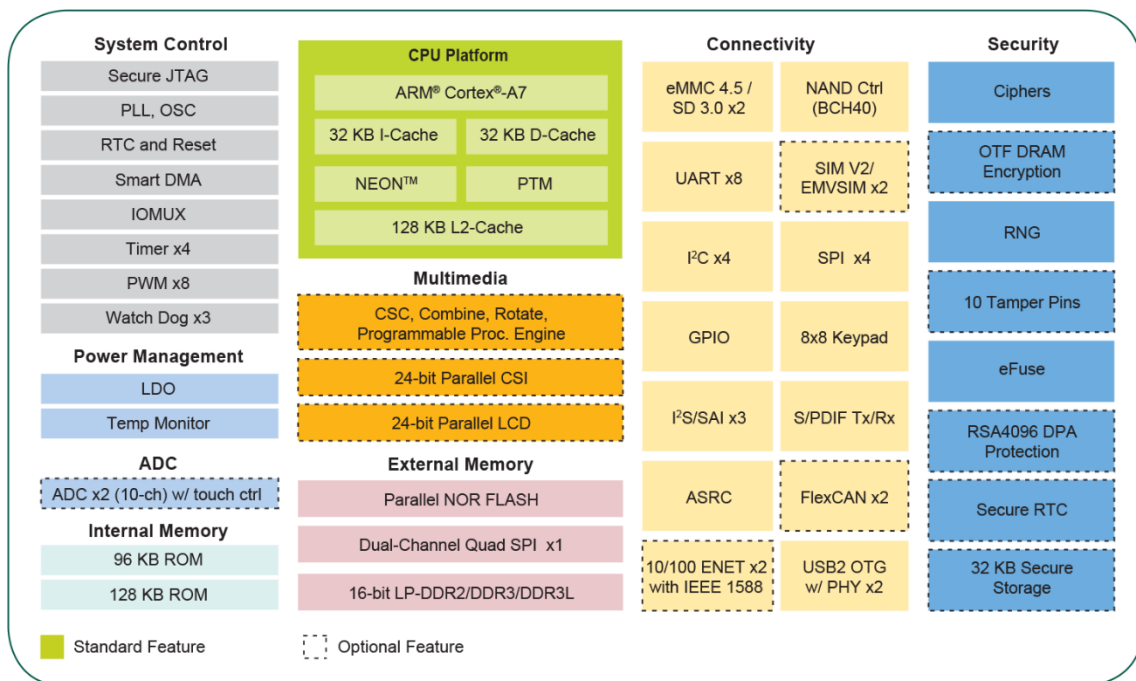 System Control
Secure JTAG
PLL, OSC
RTC and Reset
Smart DMA
IOMUX
Timer x4
PWM x8
Watch Dog x3
Power Management
LDO
Temp Monitor
ADC
ADC x2 (10-ch) w/ touch ctrl
Internal Memory
96 KB ROM
128 KB ROM
CPU Platform
ARM® Cortex®-A7
32 KB I-Cache
32 KB D-Cache
NEON™
PTM
128 KB L2-Cache
Multimedia
CSC, Combine, Rotate,
Programmable Proc. Engine
24-bit Parallel CSI
24-bit Parallel LCD
External Memory
Parallel NOR FLASH
Dual-Channel Quad SPI x1
16-bit LP-DDR2/DDR3/DDR3L
Connectivity
eMMC 4.5 /
SD 3.0 x2
NAND Ctrl
(BCH40)
UART x8
SIM V2/
EMVSIM x2
I²C x4
SPI x4
GPIO
8x8 Keypad
I²S/SAI x3
S/PDIF Tx/Rx
ASRC
FlexCAN x2
10/100 ENET x2
with IEEE 1588
USB2 OTG
w/ PHY x2
Security
Ciphers
OTF DRAM
Encryption
RNG
10 Tamper Pins
eFuse
RSA4096 DPA
Protection
Secure RTC
32 KB Secure
Storage
Standard Feature
Optional Feature